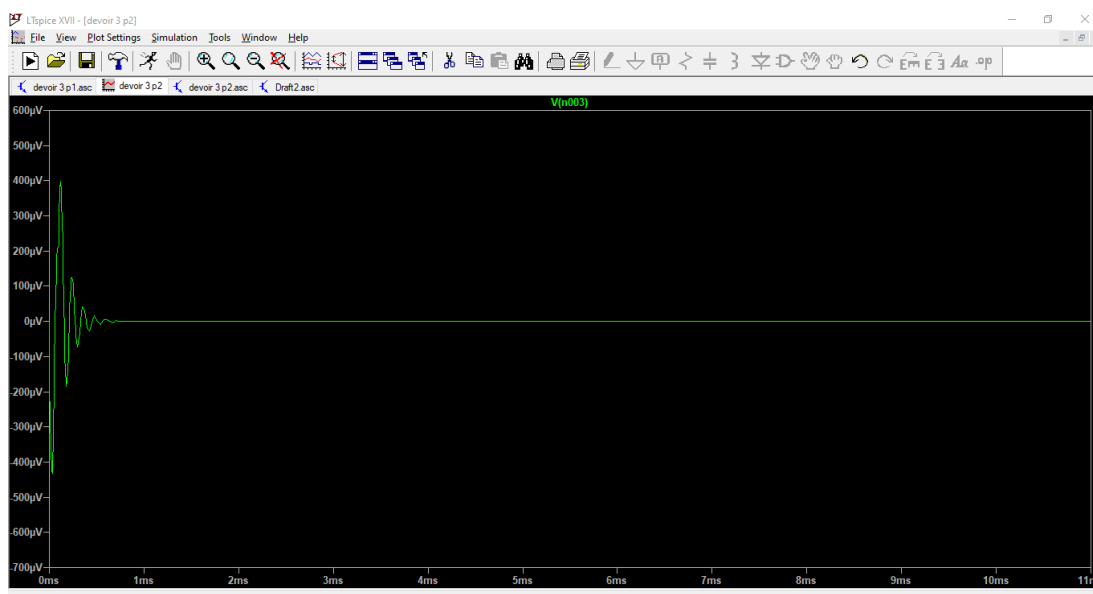 LTspice XVII - [devoir 3 p2]
File View Plot Settings Simulation Tools Window Help
devoir 3 p1.asc devoir 3 p2 devoir 3 p2.asc Draft2.asc
V(n003)
600µV
500µV
400µV
300µV
200µV
100µV
0µV
-100µV
-200µV
-300µV
-400µV
-500µV
-600µV
-700µV
0ms 1ms 2ms 3ms 4ms 5ms 6ms 7ms 8ms 9ms 10ms